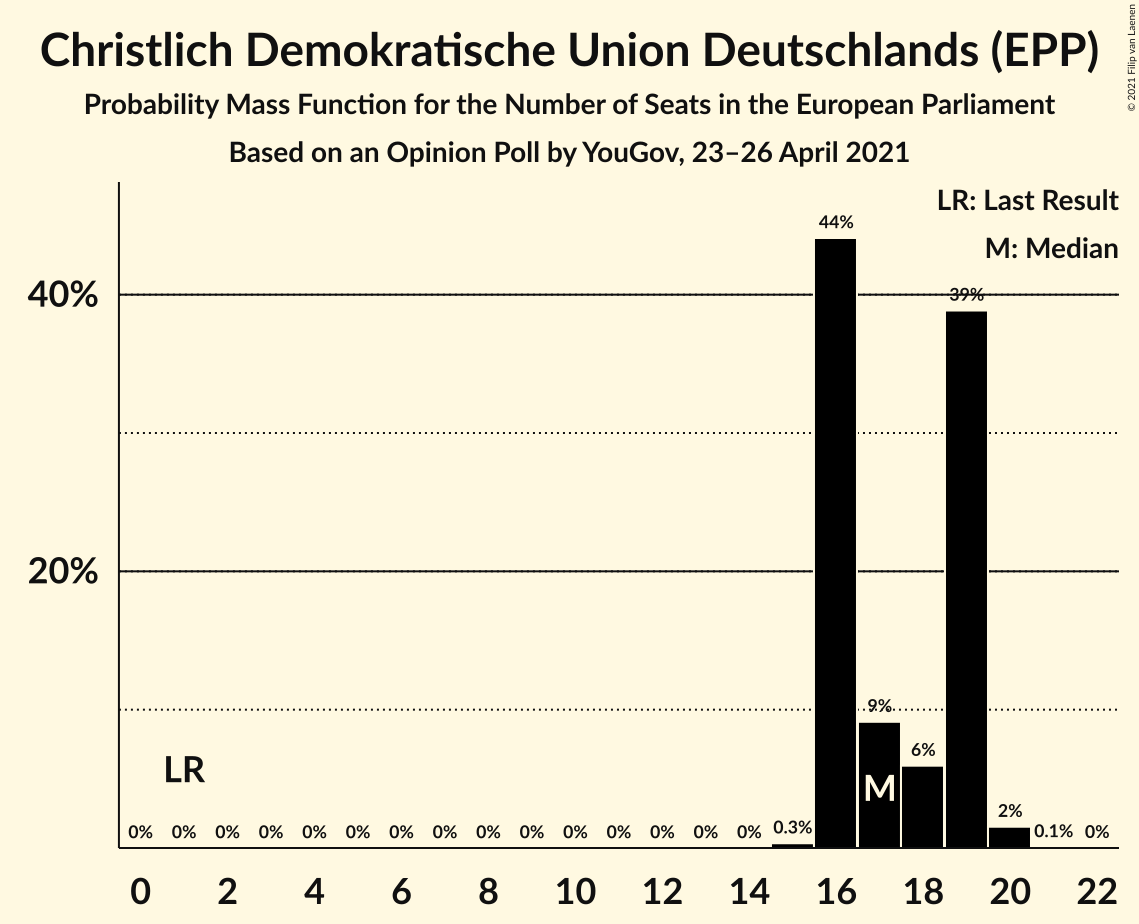 Christlich Demokratische Union Deutschlands (EPP)
Probability Mass Function for the Number of Seats in the European Parliament
Based on an Opinion Poll by YouGov, 23–26 April 2021
© 2021 Filip van Laenen
LR: Last Result
M: Median
44%
40%
39%
20%
9%
6%
LR
M
2%
0% 0% 0% 0% 0% 0% 0% 0% 0% 0% 0% 0% 0% 0% 0% 0.3% 0.1% 0%
0 2 4 6 8 10 12 14 16 18 20 22